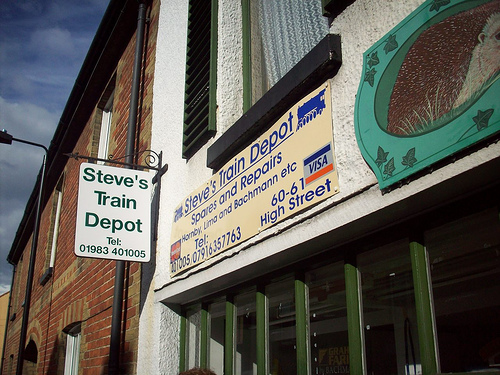 Steve's
Train
Depot
Tel:
01983 401005
Steve's Train Depot
Spares and Repairs
Hornby, Lima and Bachmann etc
Tel:
401005/07916357763
VISA
60-61
High Street